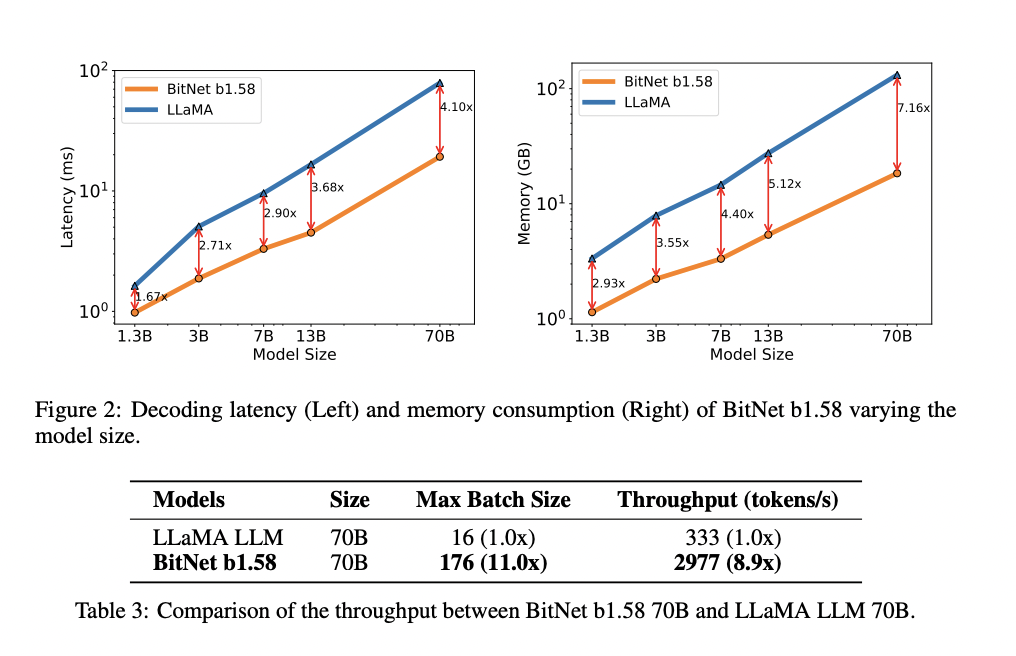 BitNet b1.58
LLaMA
Latency (ms)
10²
10¹
10⁰
1.67x
2.71x
2.90x
3.68x
4.10x
1.3B 3B 7B 13B 70B
Model Size
BitNet b1.58
LLaMA
Memory (GB)
10²
10¹
10⁰
2.93x
3.55x
4.40x
5.12x
7.16x
1.3B 3B 7B 13B 70B
Model Size
Figure 2: Decoding latency (Left) and memory consumption (Right) of BitNet b1.58 varying the
model size.
Models Size Max Batch Size Throughput (tokens/s)
LLaMA LLM 70B 16 (1.0x) 333 (1.0x)
BitNet b1.58 70B 176 (11.0x) 2977 (8.9x)
Table 3: Comparison of the throughput between BitNet b1.58 70B and LLaMA LLM 70B.